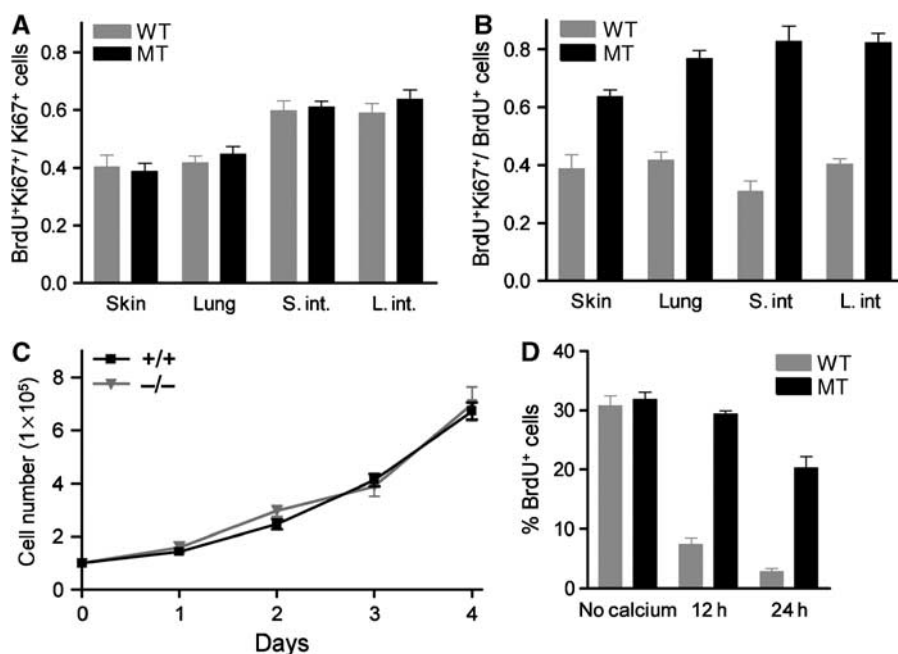 A
WT
MT
BrdU⁺Ki67⁺/ Ki67⁺ cells
0.8
0.6
0.4
0.2
0.0
Skin Lung S. int. L. int.
B
WT
MT
BrdU⁺Ki67⁺/ BrdU⁺ cells
0.8
0.6
0.4
0.2
0.0
Skin Lung S. int L. int
C
+/+
–/–
Cell number (1×10⁵)
8
6
4
2
0
0 1 2 3 4
Days
D
WT
MT
% BrdU⁺ cells
30
20
10
0
No calcium 12 h 24 h